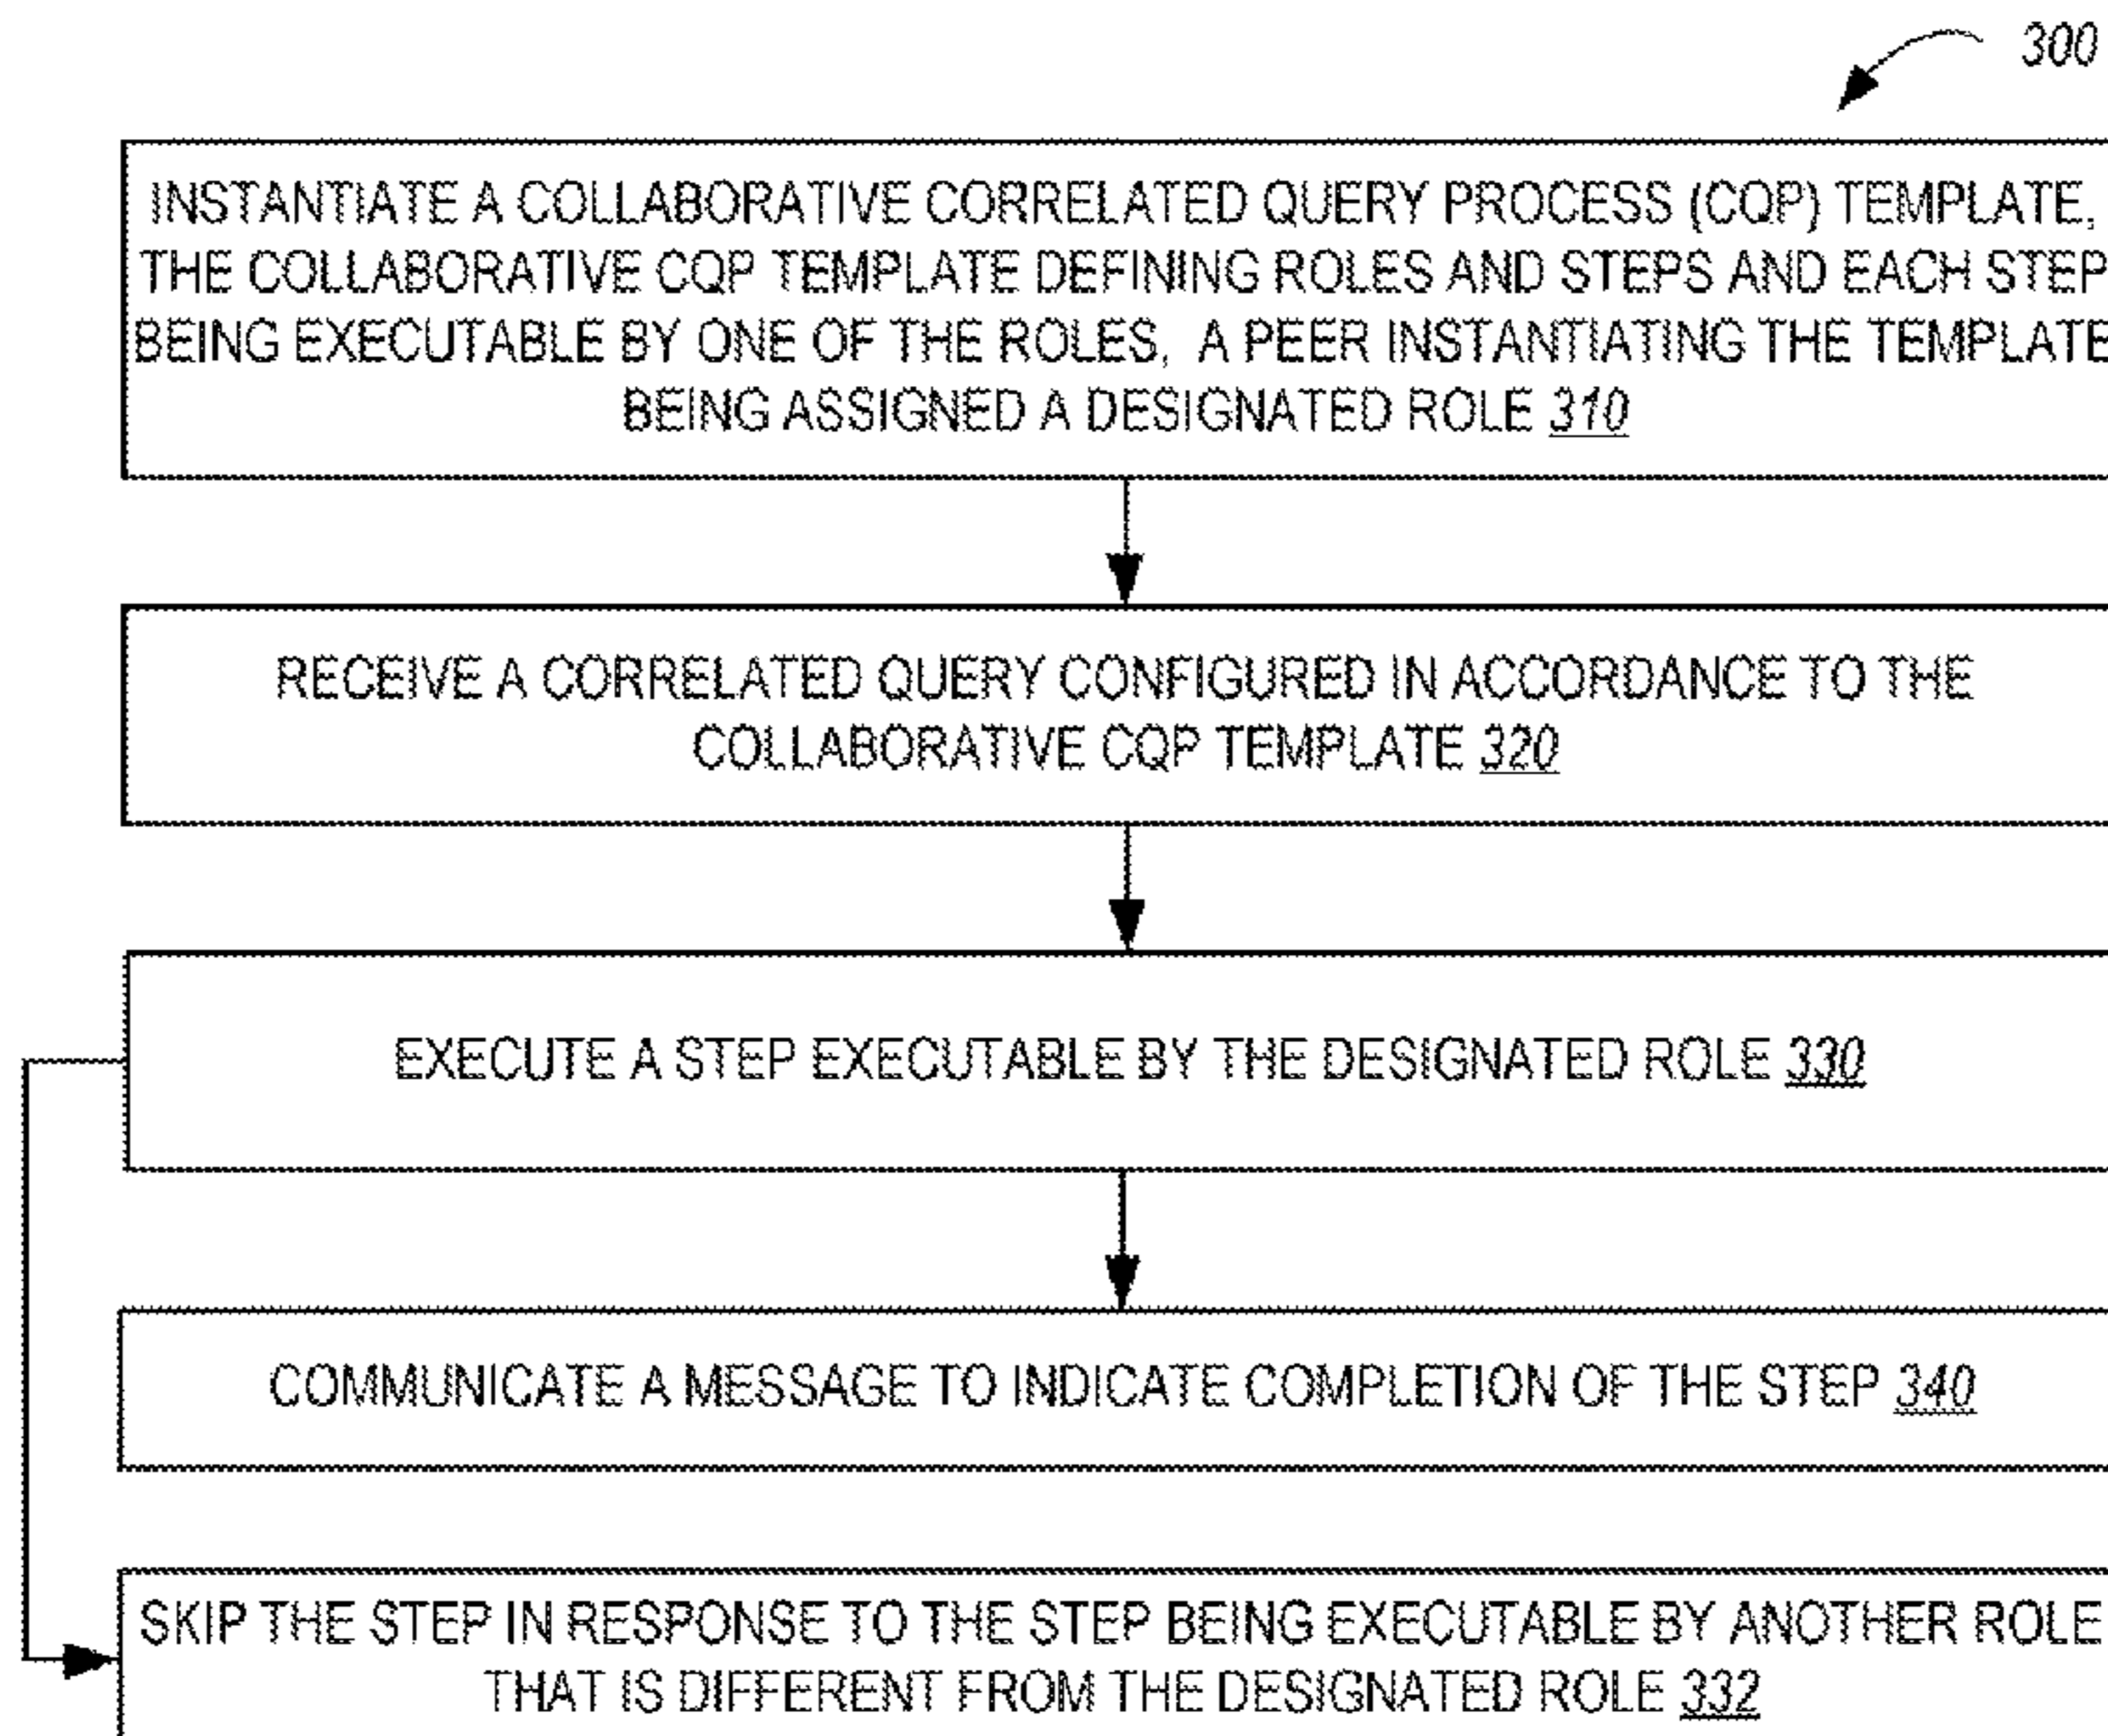 300
INSTANTIATE A COLLABORATIVE CORRELATED QUERY PROCESS (CQP) TEMPLATE,
THE COLLABORATIVE CQP TEMPLATE DEFINING ROLES AND STEPS AND EACH STEP
BEING EXECUTABLE BY ONE OF THE ROLES, A PEER INSTANTIATING THE TEMPLATE
BEING ASSIGNED A DESIGNATED ROLE 310
RECEIVE A CORRELATED QUERY CONFIGURED IN ACCORDANCE TO THE
COLLABORATIVE CQP TEMPLATE 320
EXECUTE A STEP EXECUTABLE BY THE DESIGNATED ROLE 330
COMMUNICATE A MESSAGE TO INDICATE COMPLETION OF THE STEP 340
SKIP THE STEP IN RESPONSE TO THE STEP BEING EXECUTABLE BY ANOTHER ROLE
THAT IS DIFFERENT FROM THE DESIGNATED ROLE 332